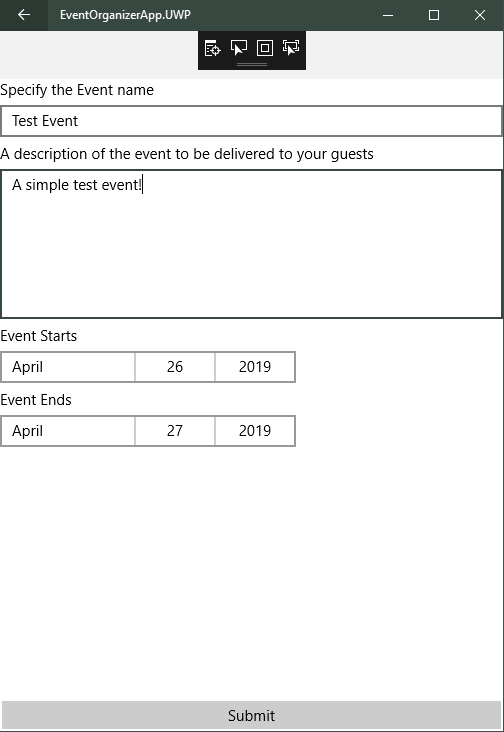 EventOrganizerApp.UWP
Specify the Event name
Test Event
A description of the event to be delivered to your guests
A simple test event!
Event Starts
April 26 2019
Event Ends
April 27 2019
Submit